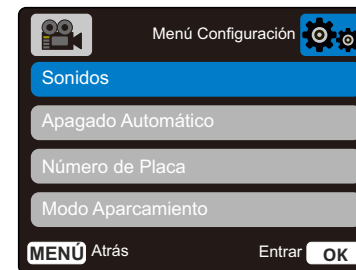 Menú Configuración
Sonidos
Apagado Automático
Número de Placa
Modo Aparcamiento
MENÚ Atrás Entrar OK